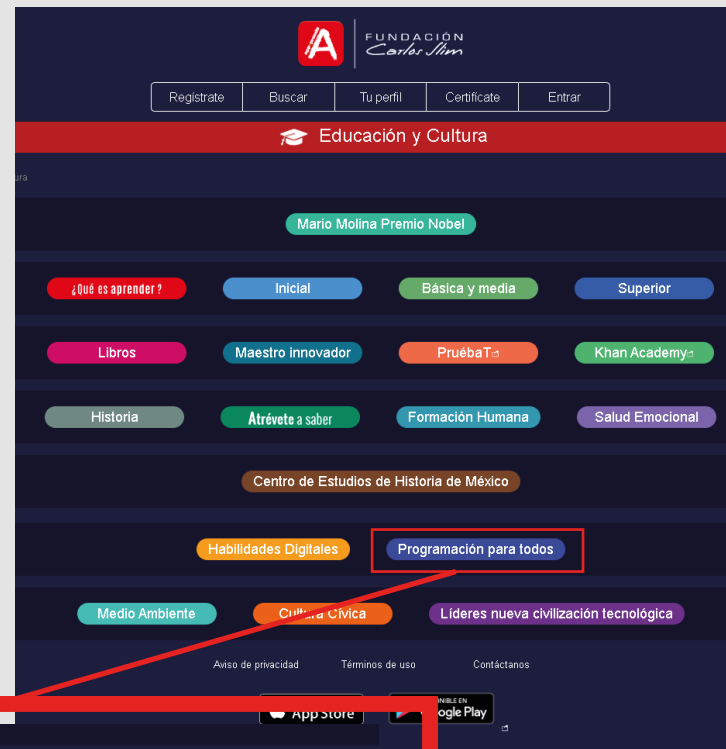 FUNDACIÓN
Carlos Slim
Regístrate Buscar Tu perfil Certifícate Entrar
Educación y Cultura
ura
Mario Molina Premio Nobel
¿Qué es aprender? Inicial Básica y media Superior
Libros Maestro innovador PruébaT Khan Academy
Historia Atrévete a saber Formación Humana Salud Emocional
Centro de Estudios de Historia de México
Habilidades Digitales Programación para todos
Medio Ambiente Cultura Cívica Líderes nueva civilización tecnológica
Aviso de privacidad Términos de uso Contáctanos
App Store Google Play